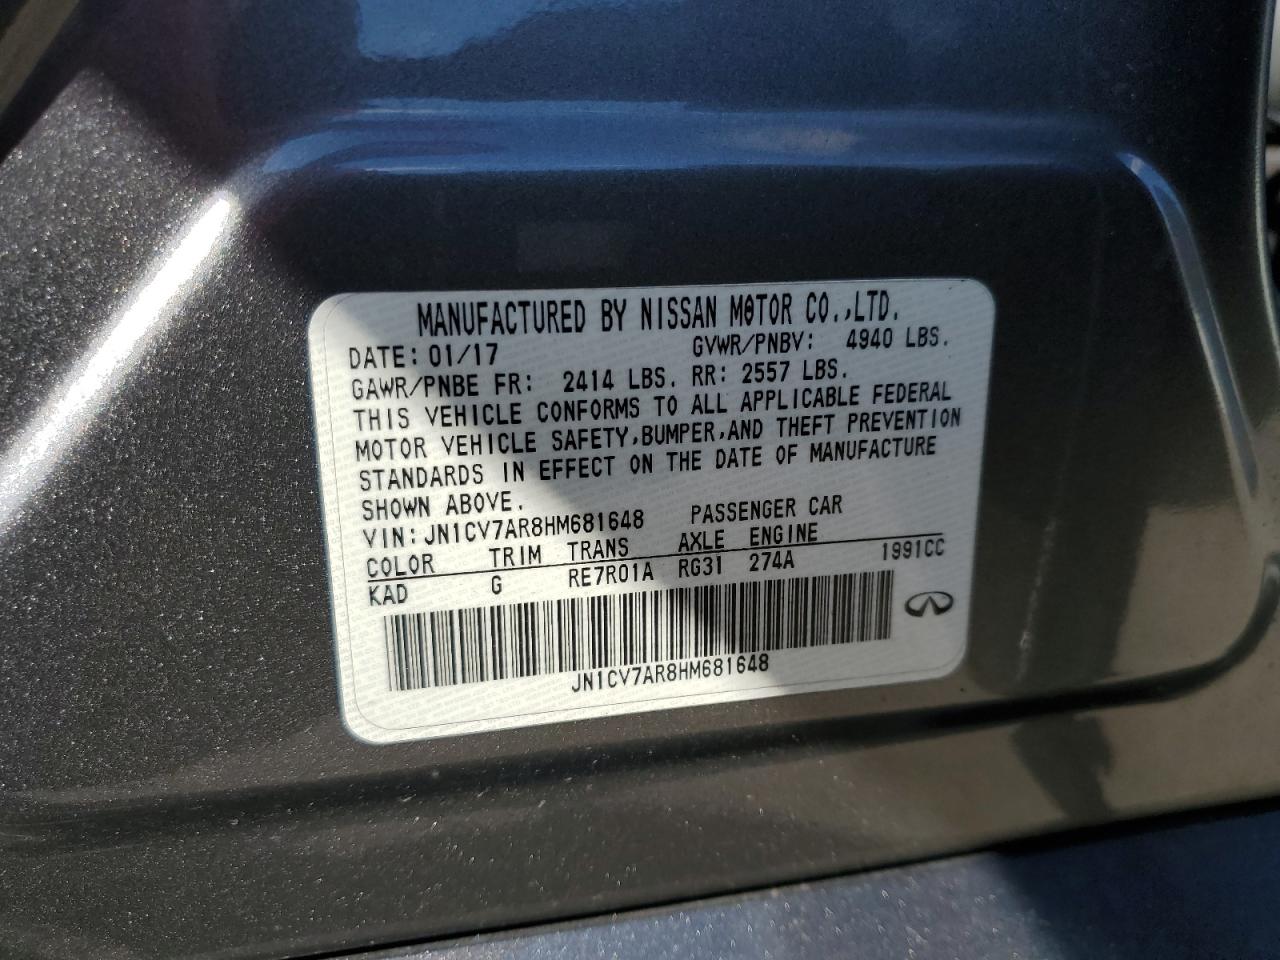 MANUFACTURED BY NISSAN MOTOR CO.,LTD.
DATE: 01/17 GVWR/PNBV: 4940 LBS.
GAWR/PNBE FR: 2414 LBS. RR: 2557 LBS.
THIS VEHICLE CONFORMS TO ALL APPLICABLE FEDERAL
MOTOR VEHICLE SAFETY,BUMPER,AND THEFT PREVENTION
STANDARDS IN EFFECT ON THE DATE OF MANUFACTURE
SHOWN ABOVE.
VIN: JN1CV7AR8HM681648 PASSENGER CAR
COLOR TRIM TRANS AXLE ENGINE
KAD G RE7R01A RG31 274A 1991CC
JN1CV7AR8HM681648